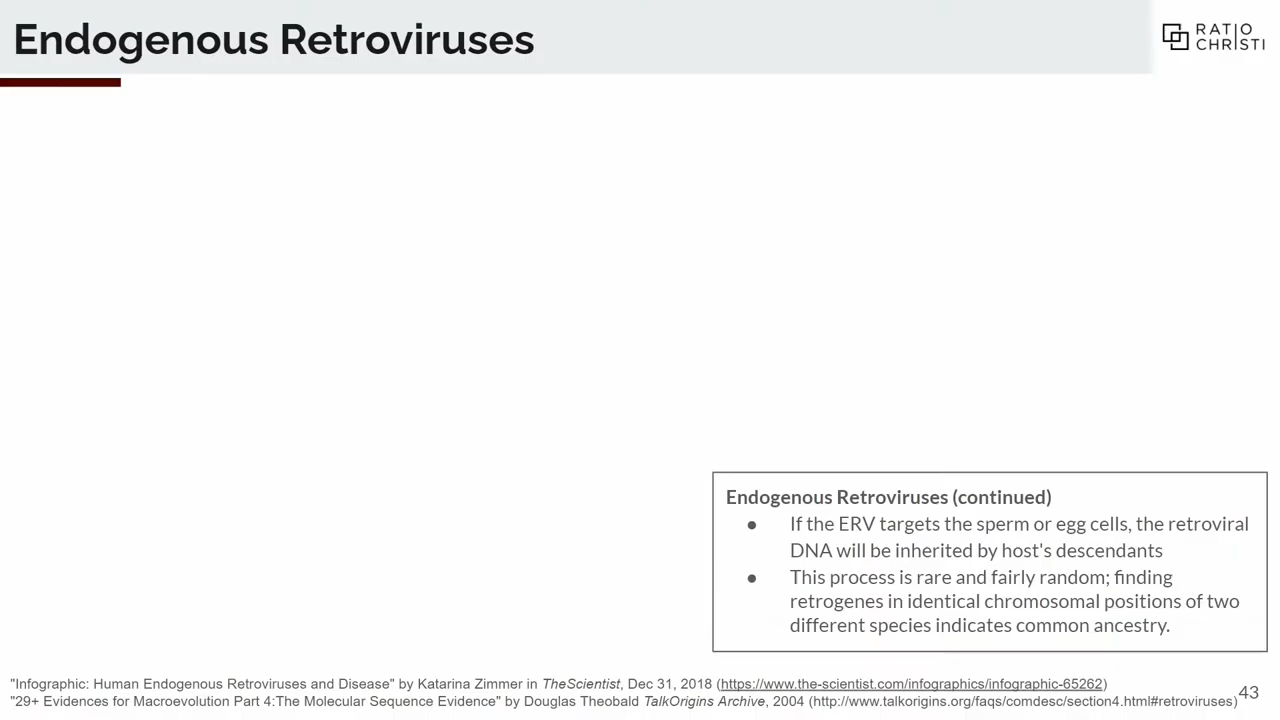 Endogenous Retroviruses
RATIO
CHRISTI
Endogenous Retroviruses (continued)
● If the ERV targets the sperm or egg cells, the retroviral
DNA will be inherited by host's descendants
● This process is rare and fairly random; finding
retrogenes in identical chromosomal positions of two
different species indicates common ancestry.
"Infographic: Human Endogenous Retroviruses and Disease" by Katarina Zimmer in TheScientist, Dec 31, 2018 (https://www.the-scientist.com/infographics/infographic-65262)
"29+ Evidences for Macroevolution Part 4:The Molecular Sequence Evidence" by Douglas Theobald TalkOrigins Archive, 2004 (http://www.talkorigins.org/faqs/comdesc/section4.html#retroviruses)
43